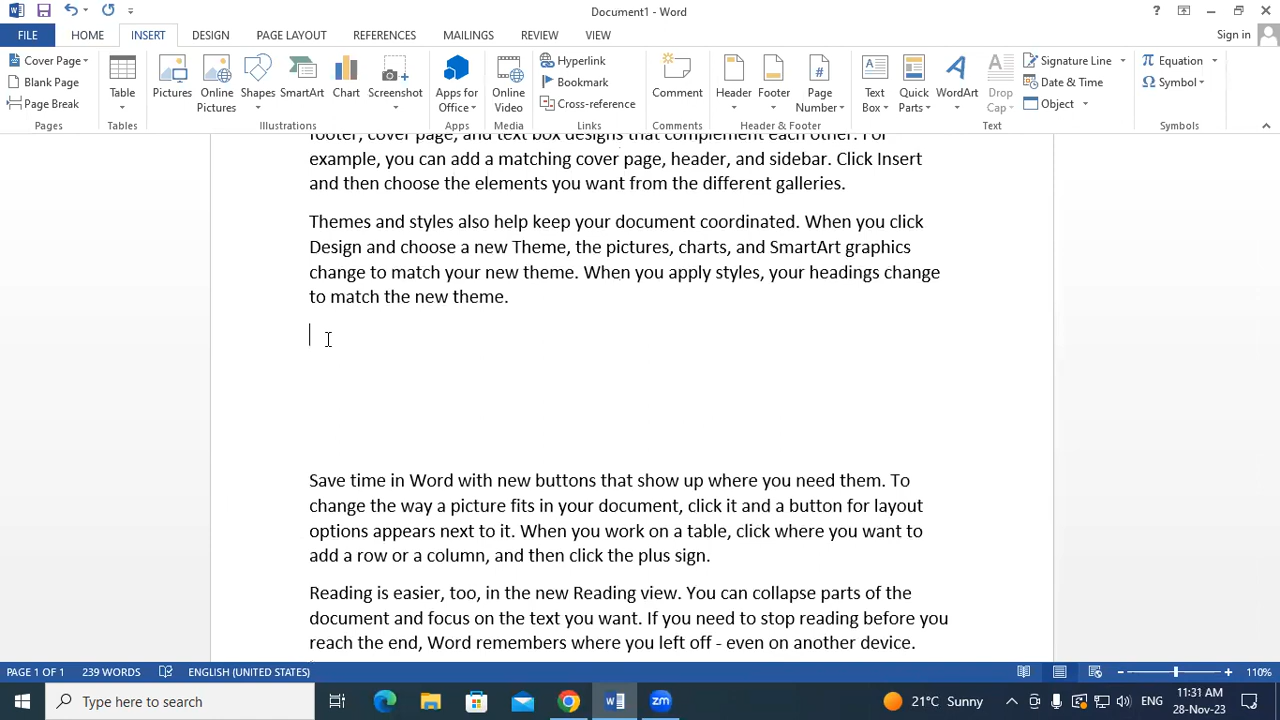 Document1 - Word
FILE HOME INSERT DESIGN PAGE LAYOUT REFERENCES MAILINGS REVIEW VIEW Sign in
Cover Page
Blank Page
Page Break
Pages
Table
Tables
Pictures
Online Pictures
Shapes
SmartArt
Chart
Screenshot
Illustrations
Apps for Office
Apps
Online Video
Media
Hyperlink
Bookmark
Cross-reference
Links
Comment
Comments
Header
Footer
Page Number
Header & Footer
Text Box
Quick Parts
WordArt
Drop Cap
Signature Line
Date & Time
Object
Text
Equation
Symbol
Symbols
footer, cover page, and text box designs that complement each other. For
example, you can add a matching cover page, header, and sidebar. Click Insert
and then choose the elements you want from the different galleries.
Themes and styles also help keep your document coordinated. When you click
Design and choose a new Theme, the pictures, charts, and SmartArt graphics
change to match your new theme. When you apply styles, your headings change
to match the new theme.
Save time in Word with new buttons that show up where you need them. To
change the way a picture fits in your document, click it and a button for layout
options appears next to it. When you work on a table, click where you want to
add a row or a column, and then click the plus sign.
Reading is easier, too, in the new Reading view. You can collapse parts of the
document and focus on the text you want. If you need to stop reading before you
reach the end, Word remembers where you left off - even on another device.
PAGE 1 OF 1 239 WORDS ENGLISH (UNITED STATES) 110%
Type here to search
zm
21°C Sunny
ENG
11:31 AM
28-Nov-23